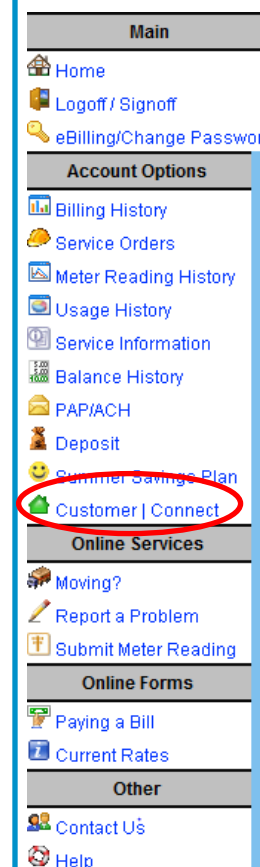 Main
Home
Logoff / Signoff
eBilling/Change Passwor
Account Options
Billing History
Service Orders
Meter Reading History
Usage History
Service Information
Balance History
PAP/ACH
Deposit
Summer Savings Plan
Customer | Connect
Online Services
Moving?
Report a Problem
Submit Meter Reading
Online Forms
Paying a Bill
Current Rates
Other
Contact Us
Help